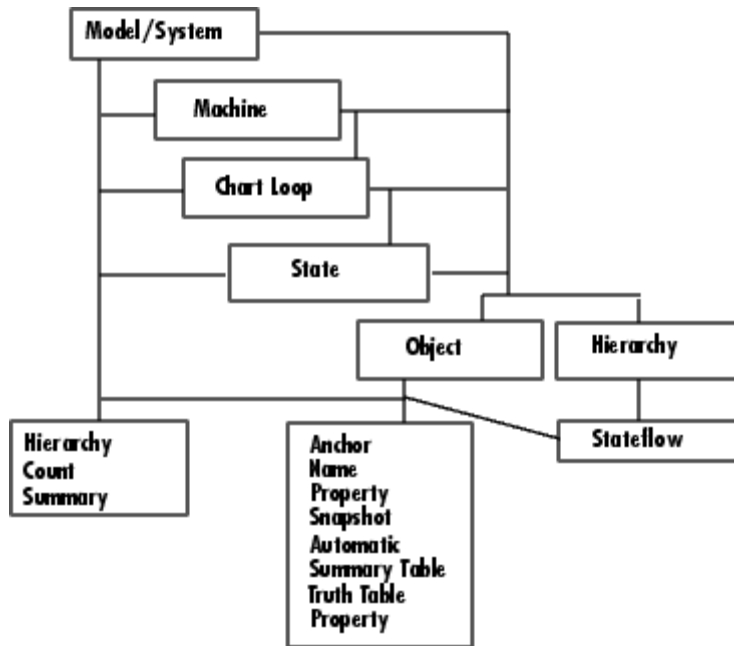 Model/System
Machine
Chart Loop
State
Object
Hierarchy
Stateflow
Hierarchy
Count
Summary
Anchor
Name
Property
Snapshot
Automatic
Summary Table
Truth Table
Property